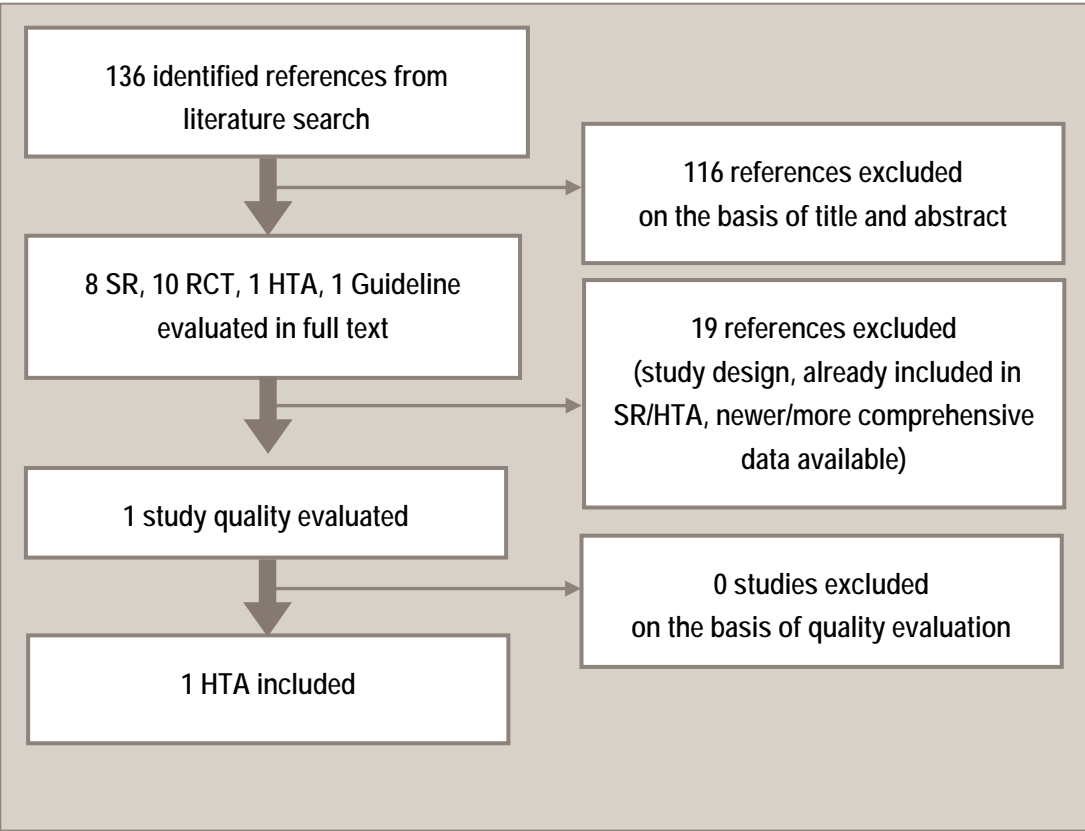 136 identified references from
literature search
116 references excluded
on the basis of title and abstract
8 SR, 10 RCT, 1 HTA, 1 Guideline
evaluated in full text
19 references excluded
(study design, already included in
SR/HTA, newer/more comprehensive
data available)
1 study quality evaluated
0 studies excluded
on the basis of quality evaluation
1 HTA included